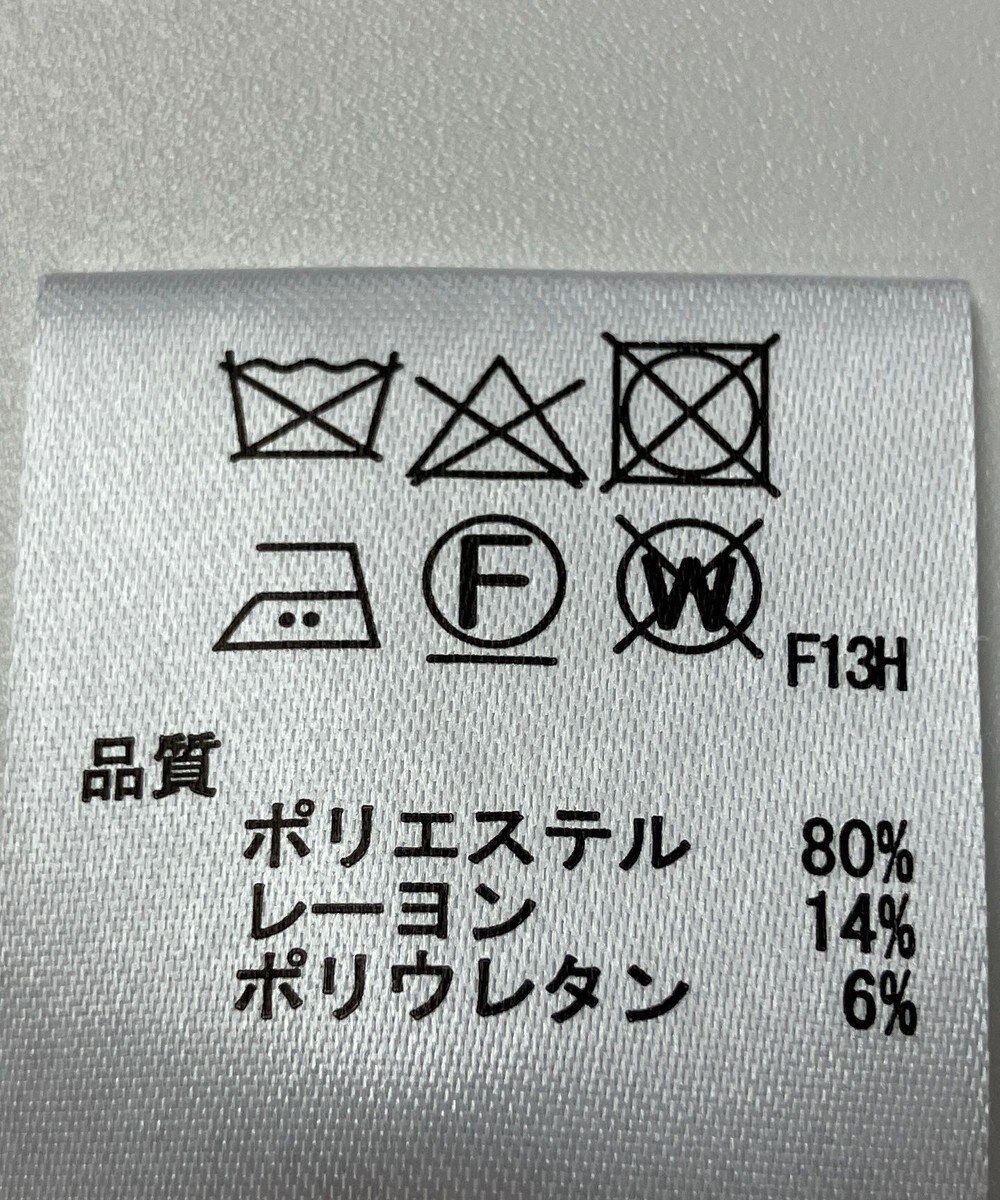 F W F13H
品質
ポリエステル 80%
レーヨン 14%
ポリウレタン 6%